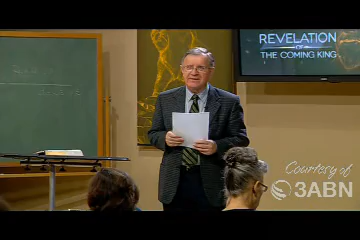 REVELATION
OF
THE COMING KING
Courtesy of
3ABN